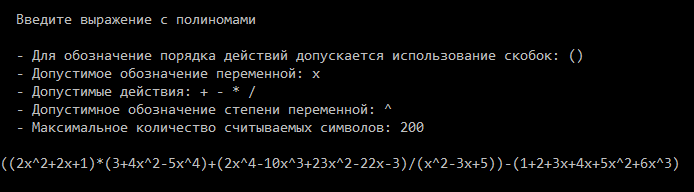 Введите выражение с полиномами
- Для обозначение порядка действий допускается использование скобок: ()
- Допустимое обозначение переменной: x
- Допустимые действия: + - * /
- Допустимное обозначение степени переменной: ^
- Максимальное количество считываемых символов: 200
((2x^2+2x+1)*(3+4x^2-5x^4)+(2x^4-10x^3+23x^2-22x-3)/(x^2-3x+5))-(1+2+3x+4x+5x^2+6x^3)